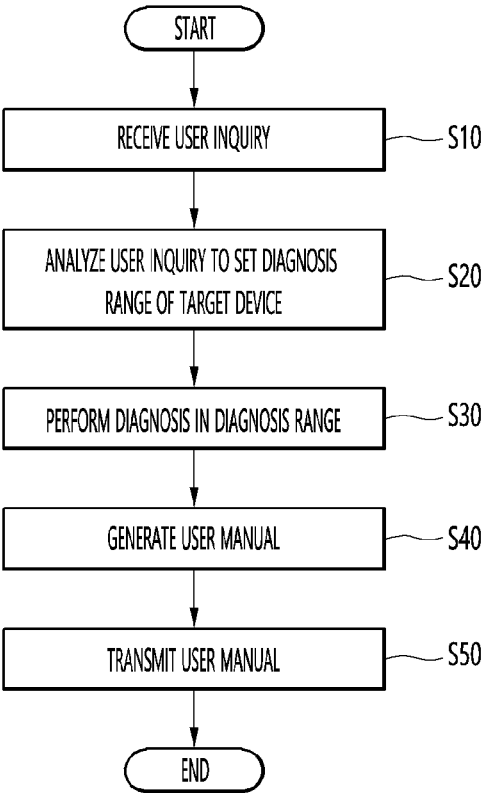 START
RECEIVE USER INQUIRY
S10
ANALYZE USER INQUIRY TO SET DIAGNOSIS
RANGE OF TARGET DEVICE
S20
PERFORM DIAGNOSIS IN DIAGNOSIS RANGE
S30
GENERATE USER MANUAL
S40
TRANSMIT USER MANUAL
S50
END